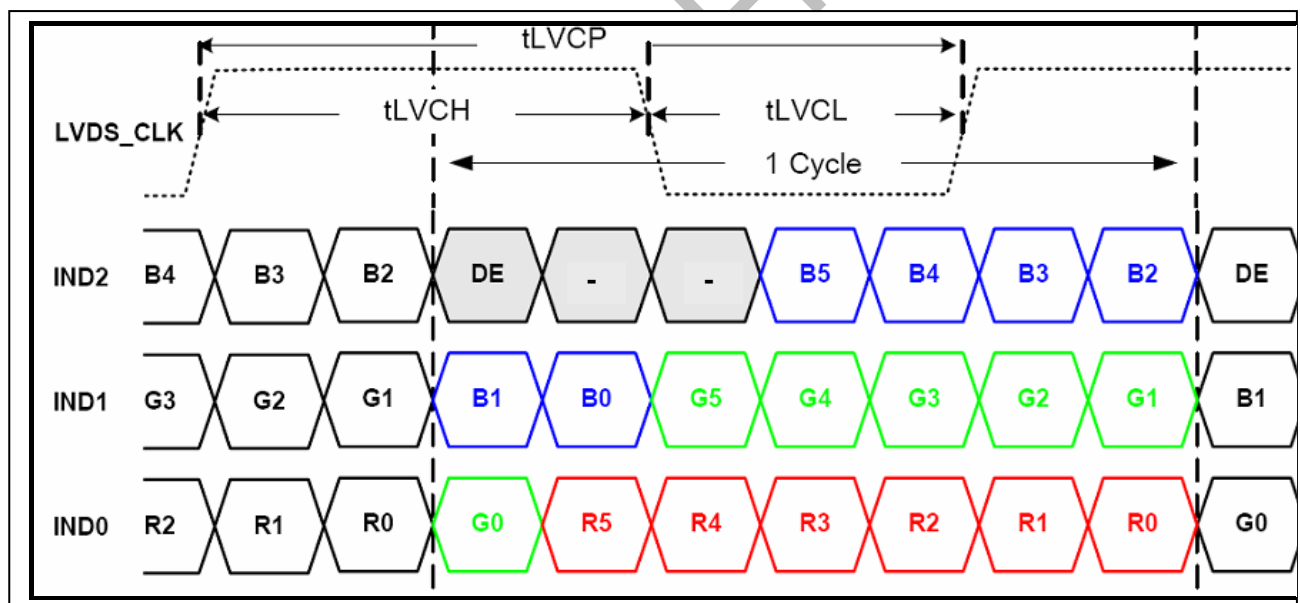 tLVCP
tLVCH tLVCL
LVDS_CLK
1 Cycle
IND2 B4 B3 B2 DE - - B5 B4 B3 B2 DE
IND1 G3 G2 G1 B1 B0 G5 G4 G3 G2 G1 B1
IND0 R2 R1 R0 G0 R5 R4 R3 R2 R1 R0 G0